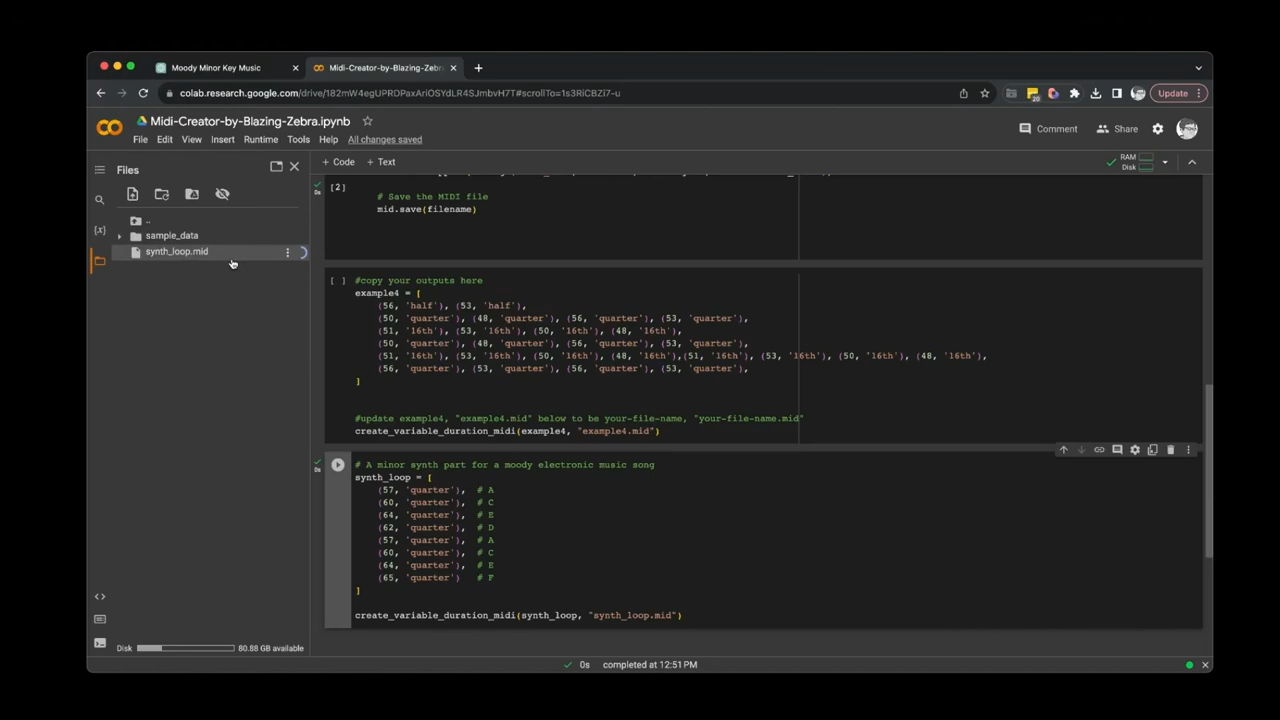 Moody Minor Key Music
Midi-Creator-by-Blazing-Zebra
colab.research.google.com/drive/182mW4egUPRDPaxAriOSYdLR4SJmbvH7T#scrollTo=1s3RiCBZi7-u
20
Update
Midi-Creator-by-Blazing-Zebra.ipynb
File Edit View Insert Runtime Tools Help All changes saved
Comment
Share
Files
+ Code + Text
RAM
Disk
..
sample_data
synth_loop.mid
{x}
[2]
0s
# Save the MIDI file
mid.save(filename)
[ ]
#copy your outputs here
example4 = [
(56, 'half'), (53, 'half'),
(50, 'quarter'), (48, 'quarter'), (56, 'quarter'), (53, 'quarter'),
(51, '16th'), (53, '16th'), (50, '16th'), (48, '16th'),
(50, 'quarter'), (48, 'quarter'), (56, 'quarter'), (53, 'quarter'),
(51, '16th'), (53, '16th'), (50, '16th'), (48, '16th'),(51, '16th'), (53, '16th'), (50, '16th'), (48, '16th'),
(56, 'quarter'), (53, 'quarter'), (56, 'quarter'), (53, 'quarter'),
]
#update example4, "example4.mid" below to be your-file-name, "your-file-name.mid"
create_variable_duration_midi(example4, "example4.mid")
0s
# A minor synth part for a moody electronic music song
synth_loop = [
(57, 'quarter'), # A
(60, 'quarter'), # C
(64, 'quarter'), # E
(62, 'quarter'), # D
(57, 'quarter'), # A
(60, 'quarter'), # C
(64, 'quarter'), # E
(65, 'quarter') # F
]
create_variable_duration_midi(synth_loop, "synth_loop.mid")
Disk
80.88 GB available
0s completed at 12:51 PM